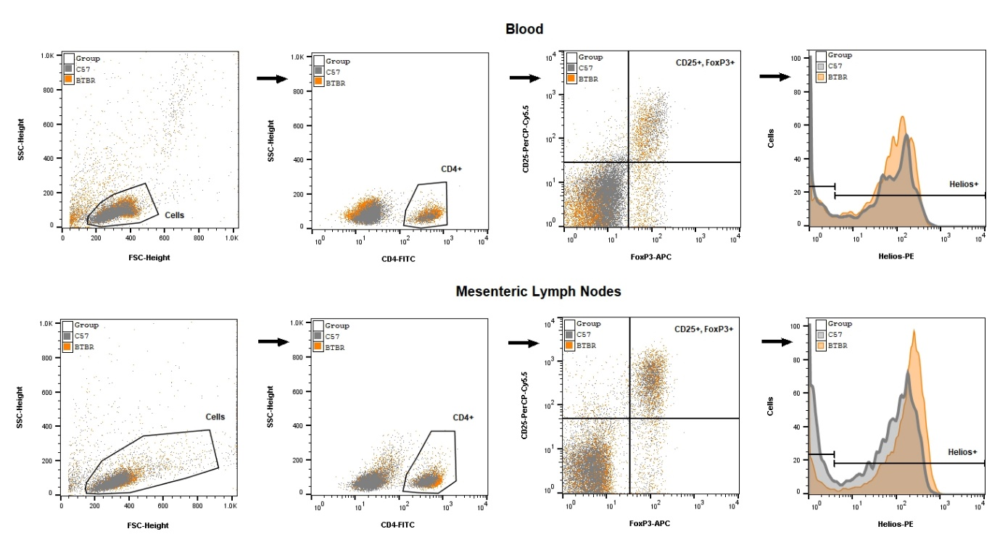 Blood
1.0K
800
600
400
200
0
SSC-Height
Group
C57
BTBR
Cells
0 200 400 600 800 1.0K
FSC-Height
1.0K
800
600
400
200
0
SSC-Height
Group
C57
BTBR
CD4+
10^0 10^1 10^2 10^3 10^4
CD4-FITC
10^4
10^3
10^2
10^1
10^0
CD25-PerCP-Cy5.5
Group
C57
BTBR
CD25+, FoxP3+
10^0 10^1 10^2 10^3 10^4
FoxP3-APC
100
80
60
40
20
0
Cells
Group
C57
BTBR
Helios+
10^0 10^1 10^2 10^3 10^4
Helios-PE
Mesenteric Lymph Nodes
1.0K
800
600
400
200
0
SSC-Height
Group
C57
BTBR
Cells
0 200 400 600 800 1.0K
FSC-Height
1.0K
800
600
400
200
0
SSC-Height
Group
C57
BTBR
CD4+
10^0 10^1 10^2 10^3 10^4
CD4-FITC
10^4
10^3
10^2
10^1
10^0
CD25-PerCP-Cy5.5
Group
C57
BTBR
CD25+, FoxP3+
10^0 10^1 10^2 10^3 10^4
FoxP3-APC
100
80
60
40
20
0
Cells
Group
C57
BTBR
Helios+
10^0 10^1 10^2 10^3 10^4
Helios-PE